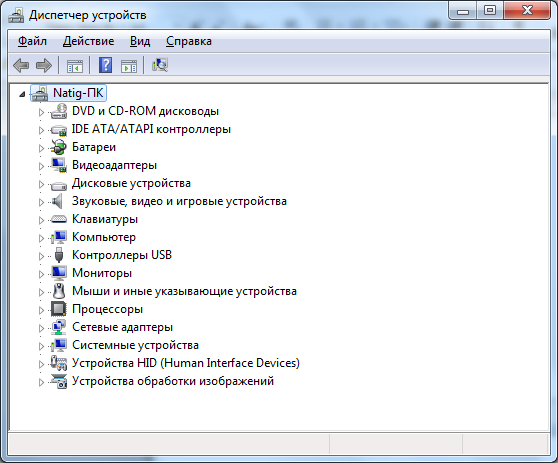 Диспетчер устройств
Файл Действие Вид Справка
Natig-ПК
DVD и CD-ROM дисководы
IDE ATA/ATAPI контроллеры
Батареи
Видеоадаптеры
Дисковые устройства
Звуковые, видео и игровые устройства
Клавиатуры
Компьютер
Контроллеры USB
Мониторы
Мыши и иные указывающие устройства
Процессоры
Сетевые адаптеры
Системные устройства
Устройства HID (Human Interface Devices)
Устройства обработки изображений